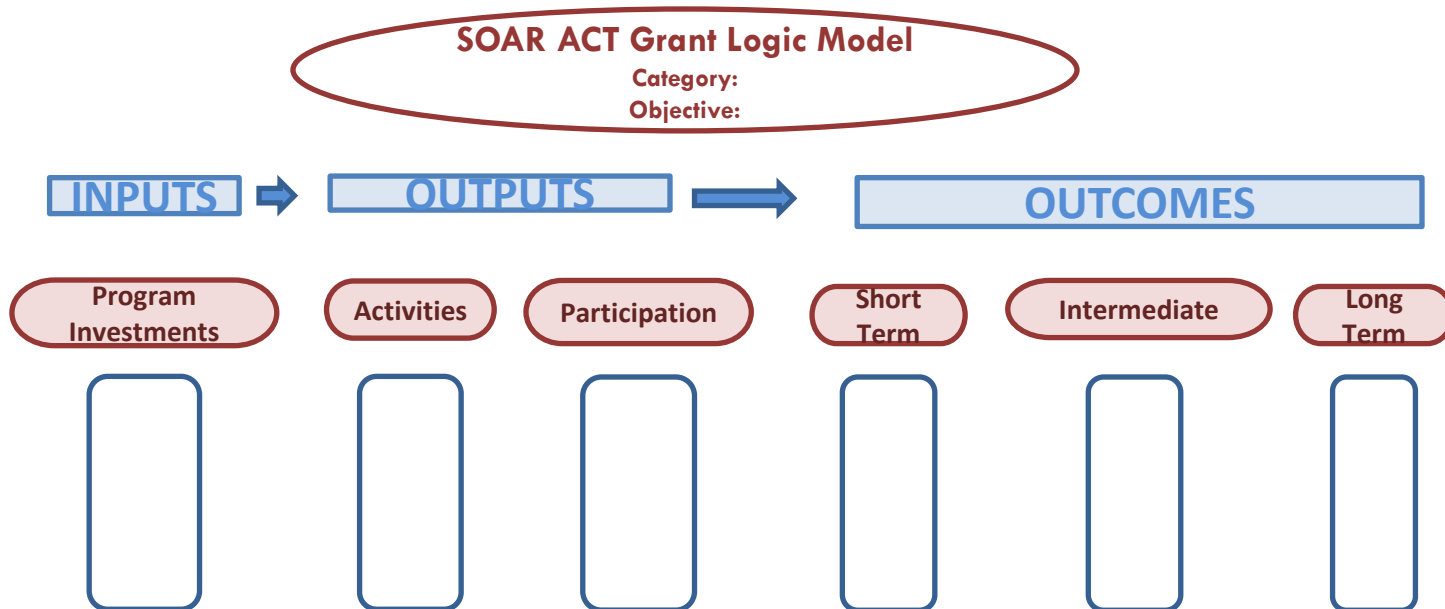 SOAR ACT Grant Logic Model
Category:
Objective:
INPUTS
OUTPUTS
OUTCOMES
Program
Investments
Activities
Participation
Short
Term
Intermediate
Long
Term